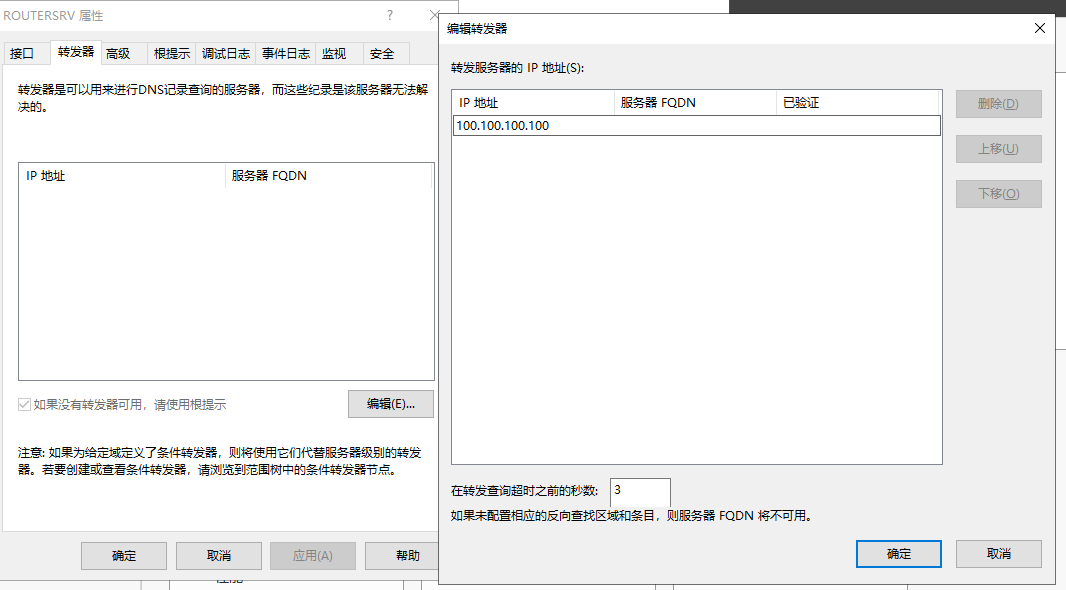 ROUTERSRV 属性
?
接口 转发器 高级 根提示 调试日志 事件日志 监视 安全
转发器是可以用来进行DNS记录查询的服务器，而这些纪录是该服务器无法解
决的。
IP 地址 服务器 FQDN
如果没有转发器可用，请使用根提示
编辑(E)...
注意: 如果为给定域定义了条件转发器，则将使用它们代替服务器级别的转发
器。若要创建或查看条件转发器，请浏览到范围树中的条件转发器节点。
确定 取消 应用(A) 帮助
编辑转发器
转发服务器的 IP 地址(S):
IP 地址 服务器 FQDN 已验证
100.100.100.100
删除(D)
上移(U)
下移(O)
在转发查询超时之前的秒数: 3
如果未配置相应的反向查找区域和条目，则服务器 FQDN 将不可用。
确定 取消